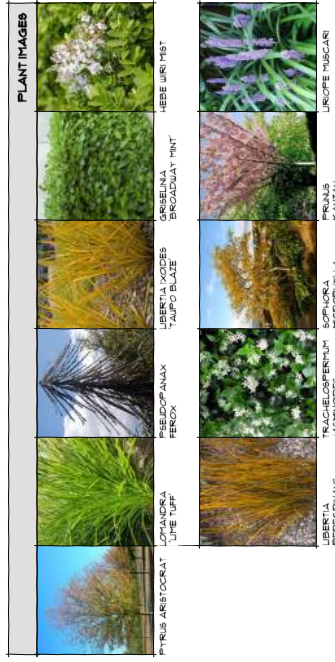 PLANT IMAGES
PYRUS ARISTOCRAT
LOMANDRA
'LIME TUFF'
PSEUDOPANAX
FEROX
LIBERTIA IXOIDES
'TAUPO BLAZE'
GRISELINIA
'BROADWAY MINT'
HEBE WIRI MIST
LIBERTIA
TRACHELOSPERMUM
SOPHORA
PRUNUS
LIRIOPE MUSCARI